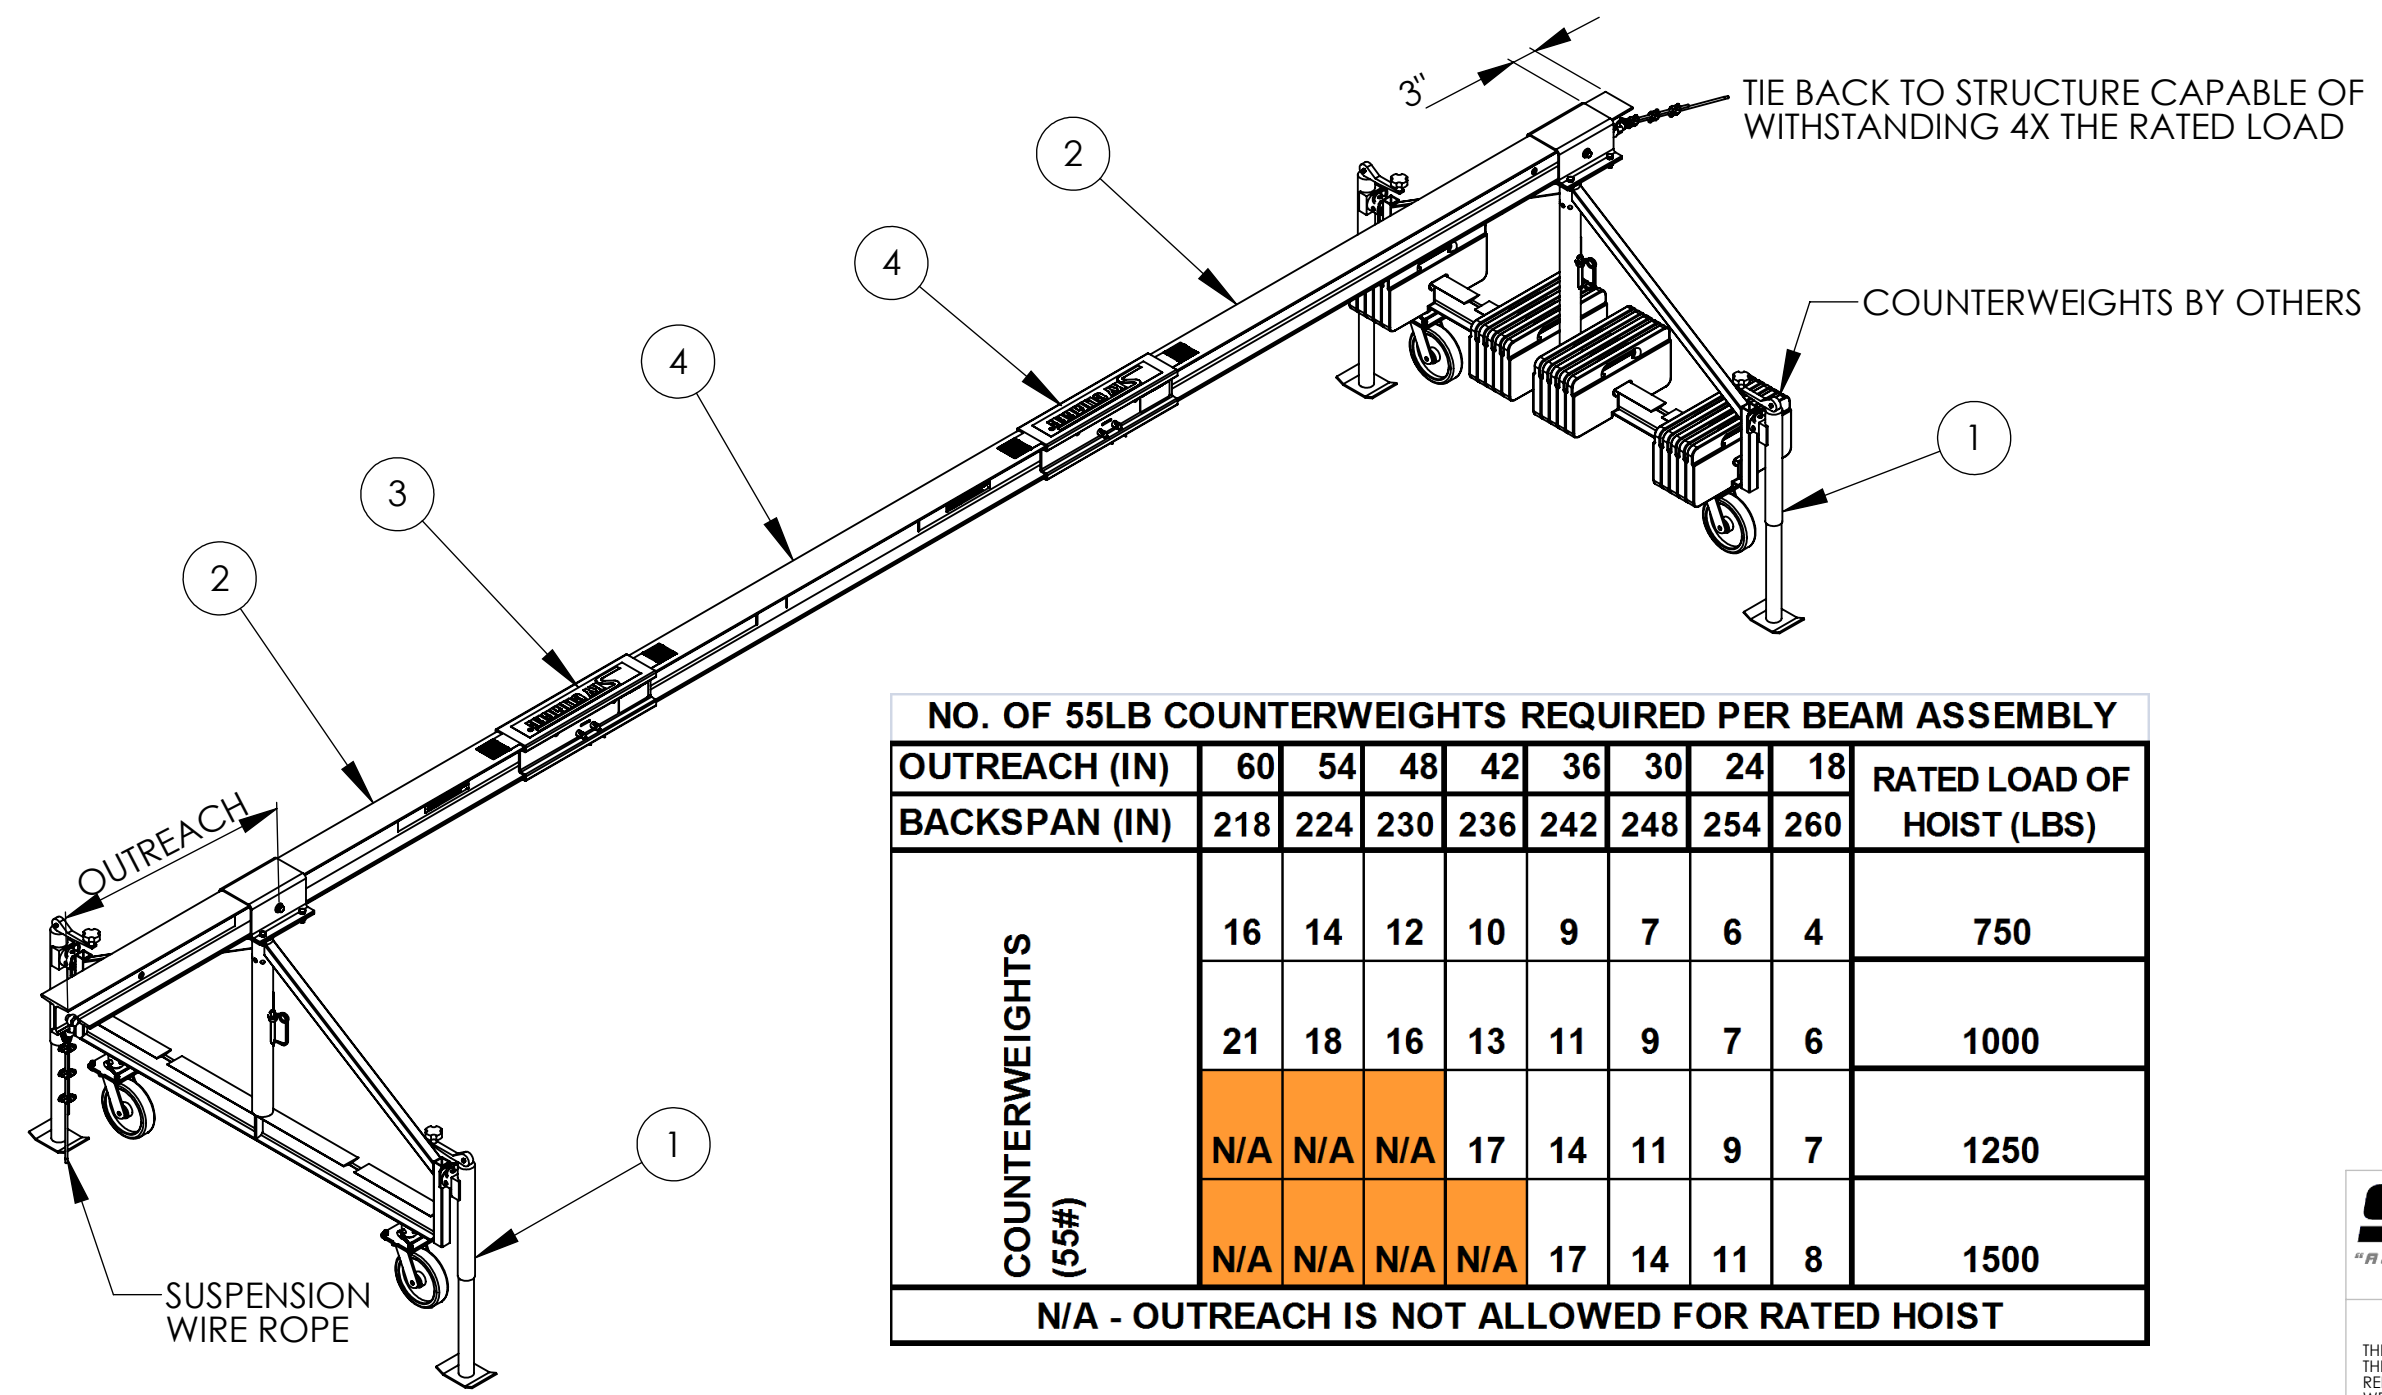 3"
TIE BACK TO STRUCTURE CAPABLE OF
WITHSTANDING 4X THE RATED LOAD
2
4
COUNTERWEIGHTS BY OTHERS
4
1
3
2
OUTREACH
1
SUSPENSION
WIRE ROPE
NO. OF 55LB COUNTERWEIGHTS REQUIRED PER BEAM ASSEMBLY
OUTREACH (IN) 60 54 48 42 36 30 24 18 RATED LOAD OF
BACKSPAN (IN) 218 224 230 236 242 248 254 260 HOIST (LBS)
COUNTERWEIGHTS
(55#)
16 14 12 10 9 7 6 4 750
21 18 16 13 11 9 7 6 1000
N/A N/A N/A 17 14 11 9 7 1250
N/A N/A N/A N/A 17 14 11 8 1500
N/A - OUTREACH IS NOT ALLOWED FOR RATED HOIST